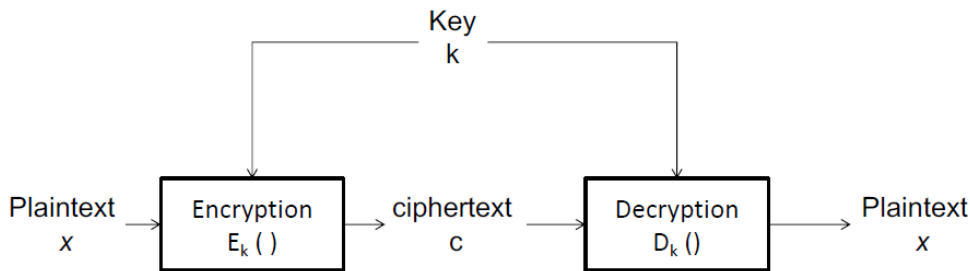 Key
k
Plaintext
x
Encryption
Eₖ ( )
ciphertext
c
Decryption
Dₖ ()
Plaintext
x